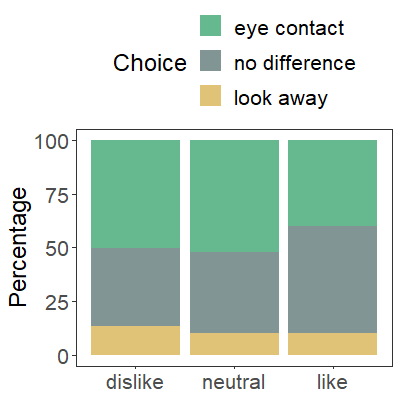 eye contact
Choice no difference
look away
100
75
50
25
0
Percentage
dislike neutral like